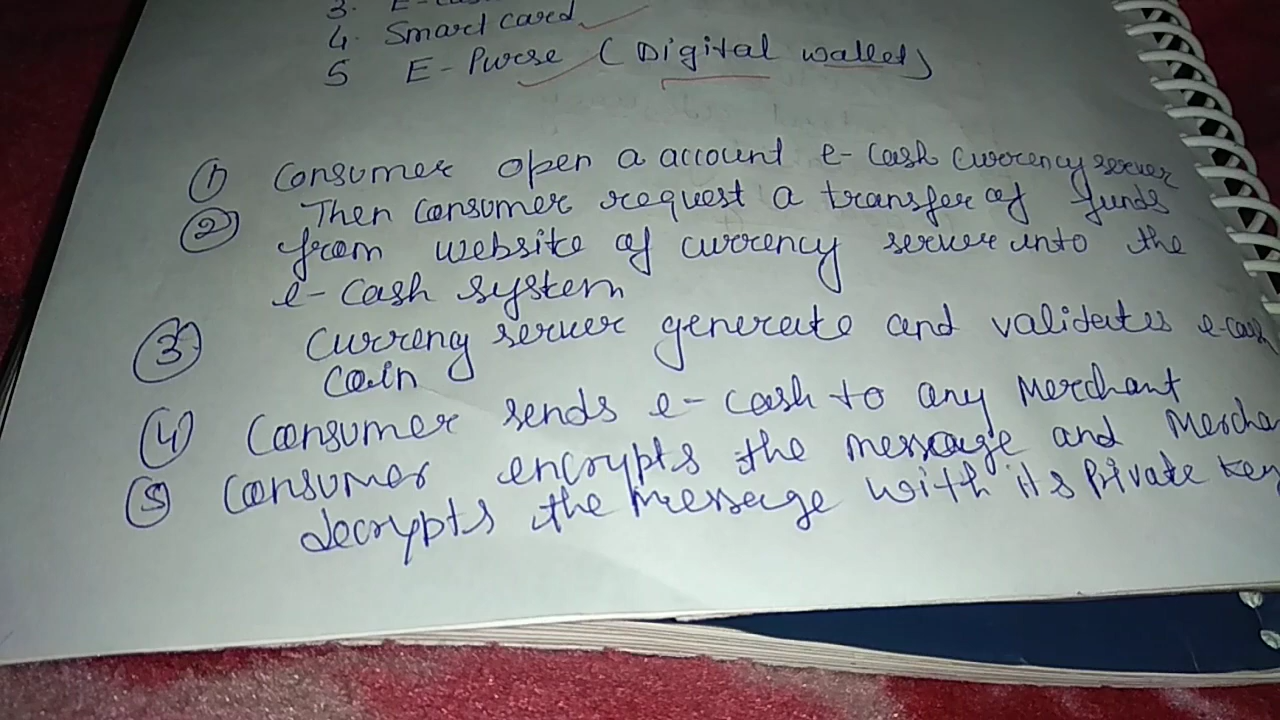 3. E-
4. Smart card
5 E-Purse (Digital wallet)
① Consumer open a account e-cash currency server
② Then consumer request a transfer of funds
from website of currency server into the
e-cash system
③ Curreny server generate and validates e-cash
coin
④ Consumer sends e-cash to any Merchant
⑤ Consumer encrypts the message and Mercha
decrypts the message with its private key